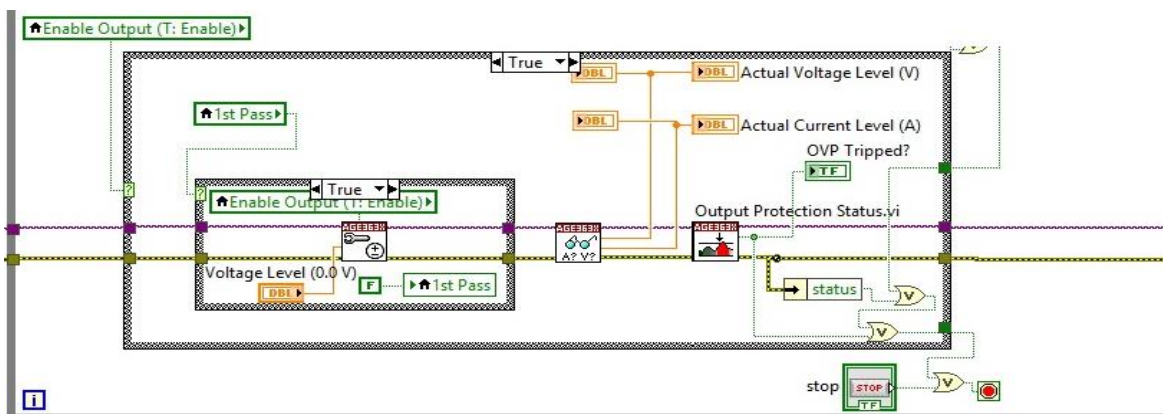 Enable Output (T: Enable)
True
DBL
DBL
Actual Voltage Level (V)
1st Pass
DBL
DBL
Actual Current Level (A)
OVP Tripped?
TF
?
?
True
Enable Output (T: Enable)
Output Protection Status.vi
AGE363X
AGE363X
A? V?
AGE363X
Voltage Level (0.0 V)
DBL
F
1st Pass
status
V
V
V
stop
STOP
TF
V
i